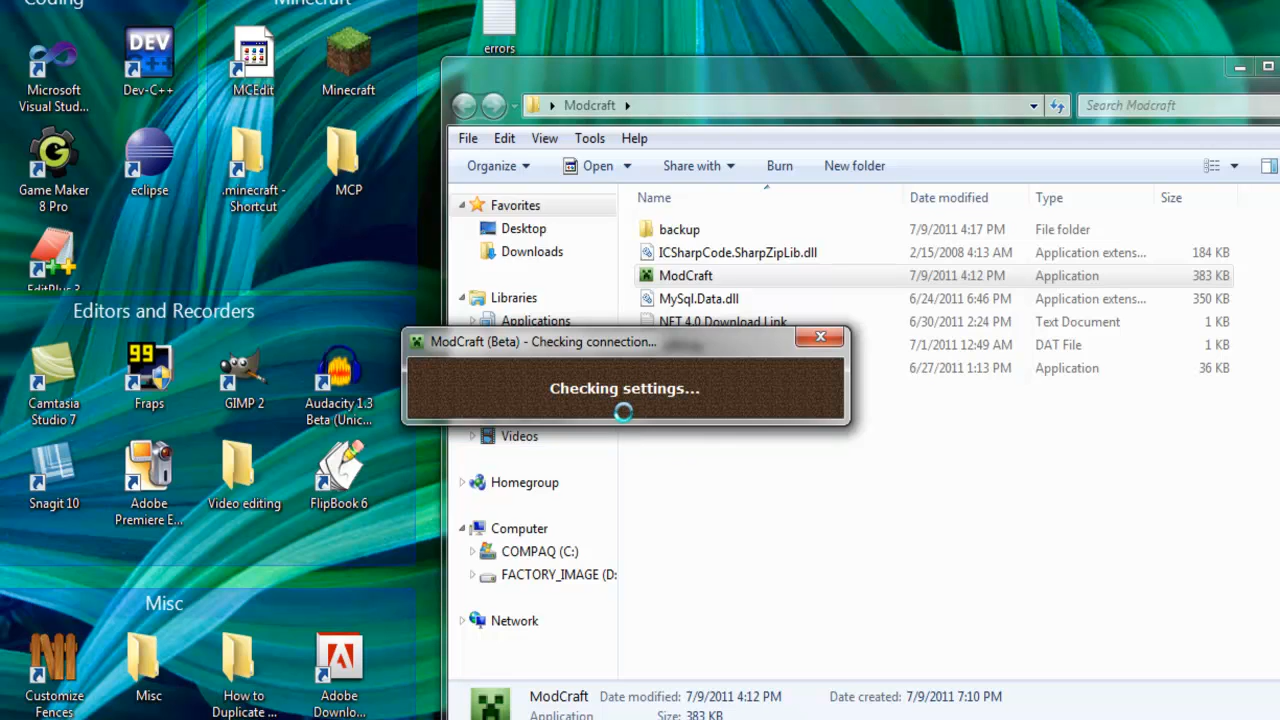 Coding
Minecraft
Microsoft
Visual Stud...
DEV
C++
Dev-C++
MCEdit
Minecraft
errors
Game Maker
8 Pro
eclipse
.minecraft -
Shortcut
MCP
EditPlus 3
Editors and Recorders
Camtasia
Studio 7
99
Fraps
GIMP 2
Audacity 1.3
Beta (Unic...
Snagit 10
Adobe
Premiere E...
Video editing
FlipBook 6
Misc
Customize
Fences
Misc
How to
Duplicate ...
Adobe
Downlo...
Modcraft
Search Modcraft
File Edit View Tools Help
Organize Open Share with Burn New folder
Name Date modified Type Size
Favorites
Desktop
Downloads
Libraries
Applications
Videos
Homegroup
Computer
COMPAQ (C:)
FACTORY_IMAGE (D:
Network
backup 7/9/2011 4:17 PM File folder
ICSharpCode.SharpZipLib.dll 2/15/2008 4:13 AM Application extens... 184 KB
ModCraft 7/9/2011 4:12 PM Application 383 KB
MySql.Data.dll 6/24/2011 6:46 PM Application extens... 350 KB
.NET 4.0 Download Link 6/30/2011 2:24 PM Text Document 1 KB
7/1/2011 12:49 AM DAT File 1 KB
6/27/2011 1:13 PM Application 36 KB
ModCraft (Beta) - Checking connection...
Checking settings...
ModCraft Date modified: 7/9/2011 4:12 PM Date created: 7/9/2011 7:10 PM
Application Size: 383 KB